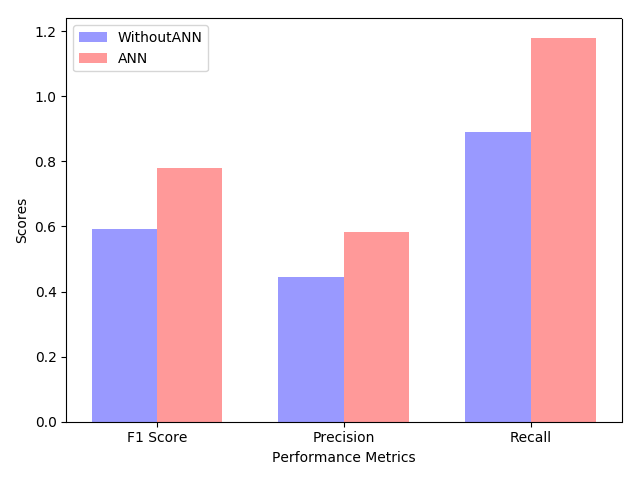 WithoutANN
ANN
1.2
1.0
0.8
0.6
0.4
0.2
0.0
Scores
F1 Score
Precision
Recall
Performance Metrics